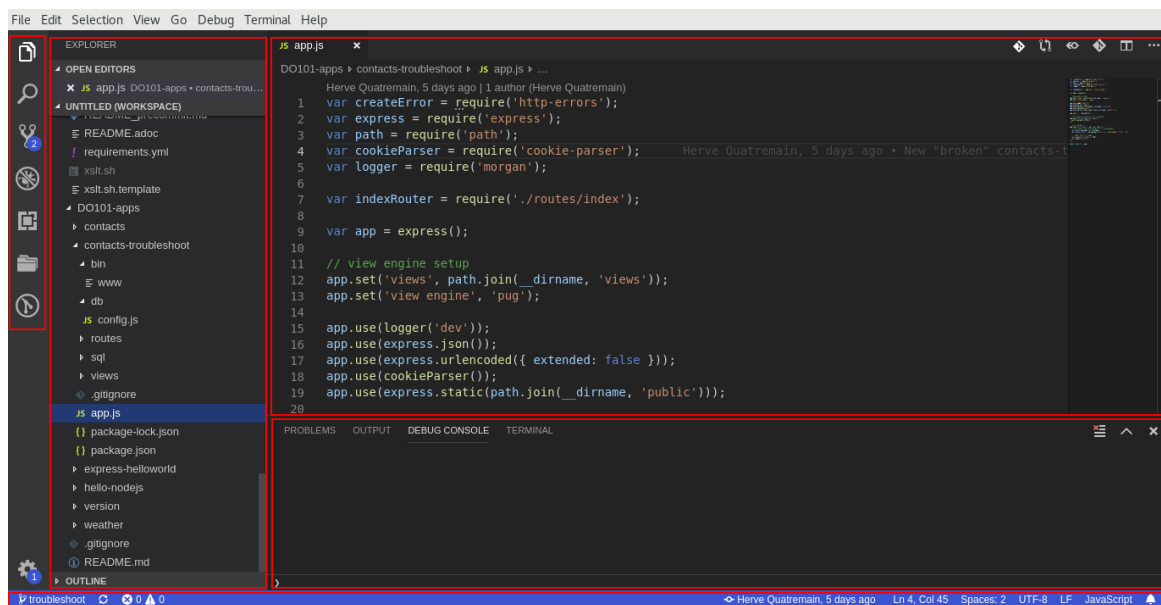 File Edit Selection View Go Debug Terminal Help
EXPLORER
OPEN EDITORS
JS app.js DO101-apps • contacts-trou...
UNTITLED (WORKSPACE)
README_precommit.md
README.adoc
requirements.yml
xslt.sh
xslt.sh.template
DO101-apps
contacts
contacts-troubleshoot
bin
www
db
JS config.js
routes
sql
views
.gitignore
JS app.js
{} package-lock.json
{} package.json
express-helloworld
hello-nodejs
version
weather
.gitignore
README.md
OUTLINE
2
1
JS app.js
DO101-apps contacts-troubleshoot JS app.js ...
Herve Quatremain, 5 days ago | 1 author (Herve Quatremain)
1 var createError = require('http-errors');
2 var express = require('express');
3 var path = require('path');
4 var cookieParser = require('cookie-parser'); Herve Quatremain, 5 days ago • New "broken" contacts-t
5 var logger = require('morgan');
6
7 var indexRouter = require('./routes/index');
8
9 var app = express();
10
11 // view engine setup
12 app.set('views', path.join(__dirname, 'views'));
13 app.set('view engine', 'pug');
14
15 app.use(logger('dev'));
16 app.use(express.json());
17 app.use(express.urlencoded({ extended: false }));
18 app.use(cookieParser());
19 app.use(express.static(path.join(__dirname, 'public')));
20
PROBLEMS OUTPUT DEBUG CONSOLE TERMINAL
troubleshoot 0 0 Herve Quatremain, 5 days ago Ln 4, Col 45 Spaces: 2 UTF-8 LF JavaScript